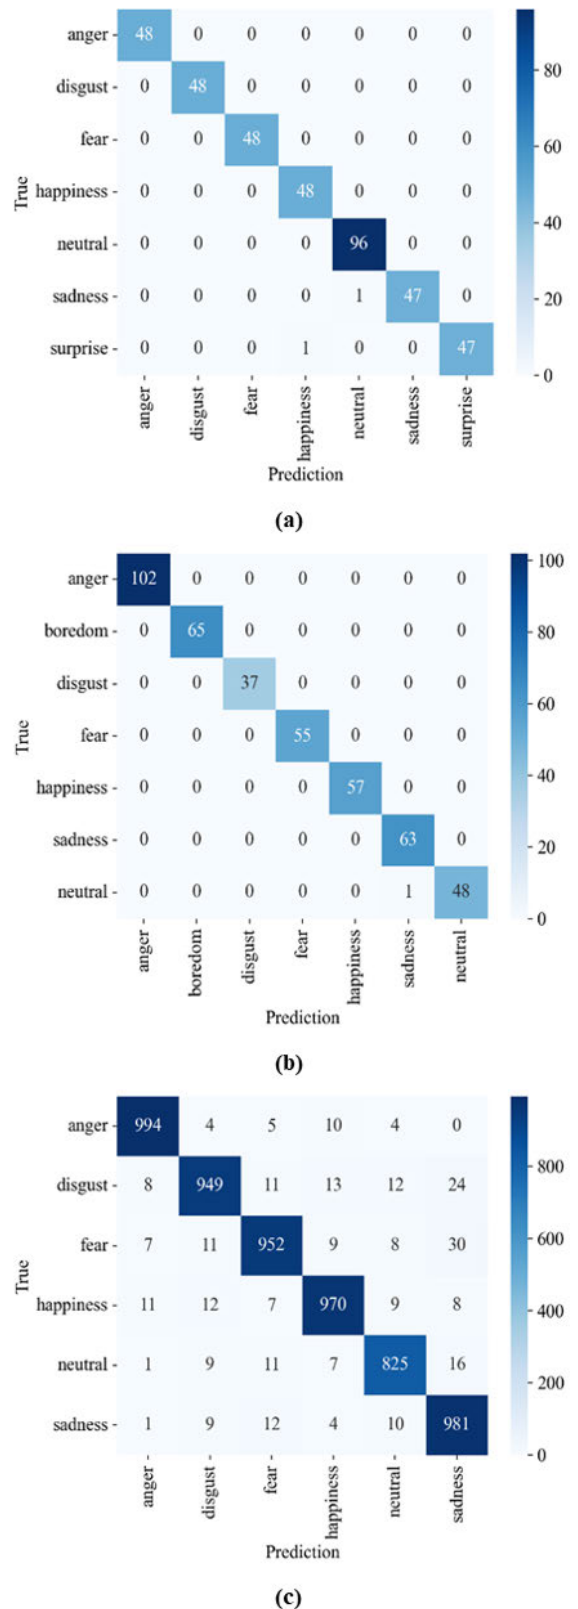 anger 48 0 0 0 0 0 0
disgust 0 48 0 0 0 0 0
fear 0 0 48 0 0 0 0
happiness 0 0 0 48 0 0 0
neutral 0 0 0 0 96 0 0
sadness 0 0 0 0 1 47 0
surprise 0 0 0 1 0 0 47
True
anger disgust fear happiness neutral sadness surprise
Prediction
80
60
40
20
0
(a)
anger 102 0 0 0 0 0 0
boredom 0 65 0 0 0 0 0
disgust 0 0 37 0 0 0 0
fear 0 0 0 55 0 0 0
happiness 0 0 0 0 57 0 0
sadness 0 0 0 0 0 63 0
neutral 0 0 0 0 0 1 48
True
anger boredom disgust fear happiness sadness neutral
Prediction
100
80
60
40
20
0
(b)
anger 994 4 5 10 4 0
disgust 8 949 11 13 12 24
fear 7 11 952 9 8 30
happiness 11 12 7 970 9 8
neutral 1 9 11 7 825 16
sadness 1 9 12 4 10 981
True
anger disgust fear happiness neutral sadness
Prediction
800
600
400
200
0
(c)